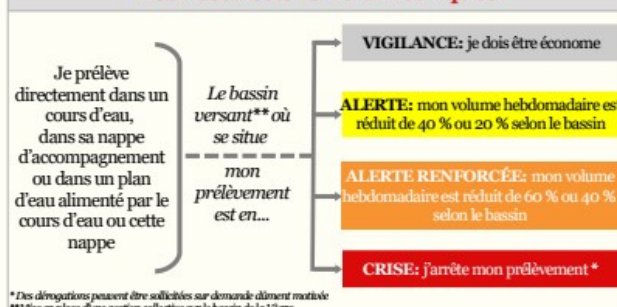 Je prélève
directement dans un
cours d'eau,
dans sa nappe
d'accompagnement
ou dans un plan
d'eau alimenté par le
cours d'eau ou cette
nappe
Le bassin
versant** où
se situe
mon
prélèvement
est en...
VIGILANCE: je dois être économe
ALERTE: mon volume hebdomadaire est
réduit de 40 % ou 20 % selon le bassin
ALERTE RENFORCÉE: mon volume
hebdomadaire est réduit de 60 % ou 40 %
selon le bassin
CRISE: j'arrête mon prélèvement *
* Des dérogations peuvent être sollicitées sur demande dûment motivée